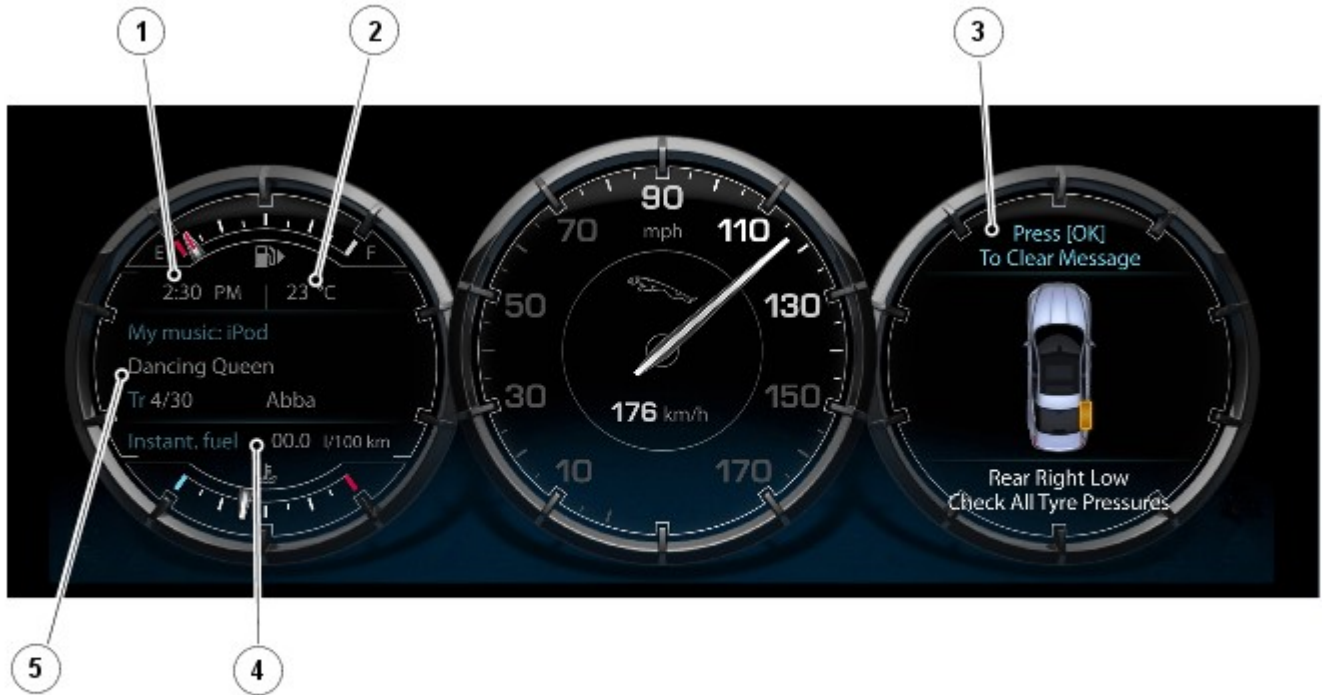 1
2
3
E
F
2:30 PM
23 °C
My music: iPod
Dancing Queen
Tr 4/30 Abba
Instant. fuel 00.0 l/100 km
90
mph
70
110
50
130
30
150
176 km/h
10
170
Press [OK]
To Clear Message
Rear Right Low
Check All Tyre Pressures
5
4